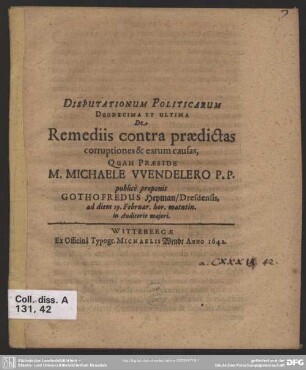 DISPUTATIONUM POLITICARUM
DUODECIMA ET ULTIMA
DE
Remediis contra prædictas
corruptiones & earum causas,
QUAM PRÆSIDE
M. MICHAELE VVENDELERO P.P.
publicè proponit
GOTHOFREDUS Heyman/Dresdensis,
ad diem 19. Februar. hor. matutin.
in auditorio majori.
WITTEBERGÆ
Ex Officinâ Typogr. MICHAELIS Wendt ANNO 1642.
Coll. diss. A
131, 42